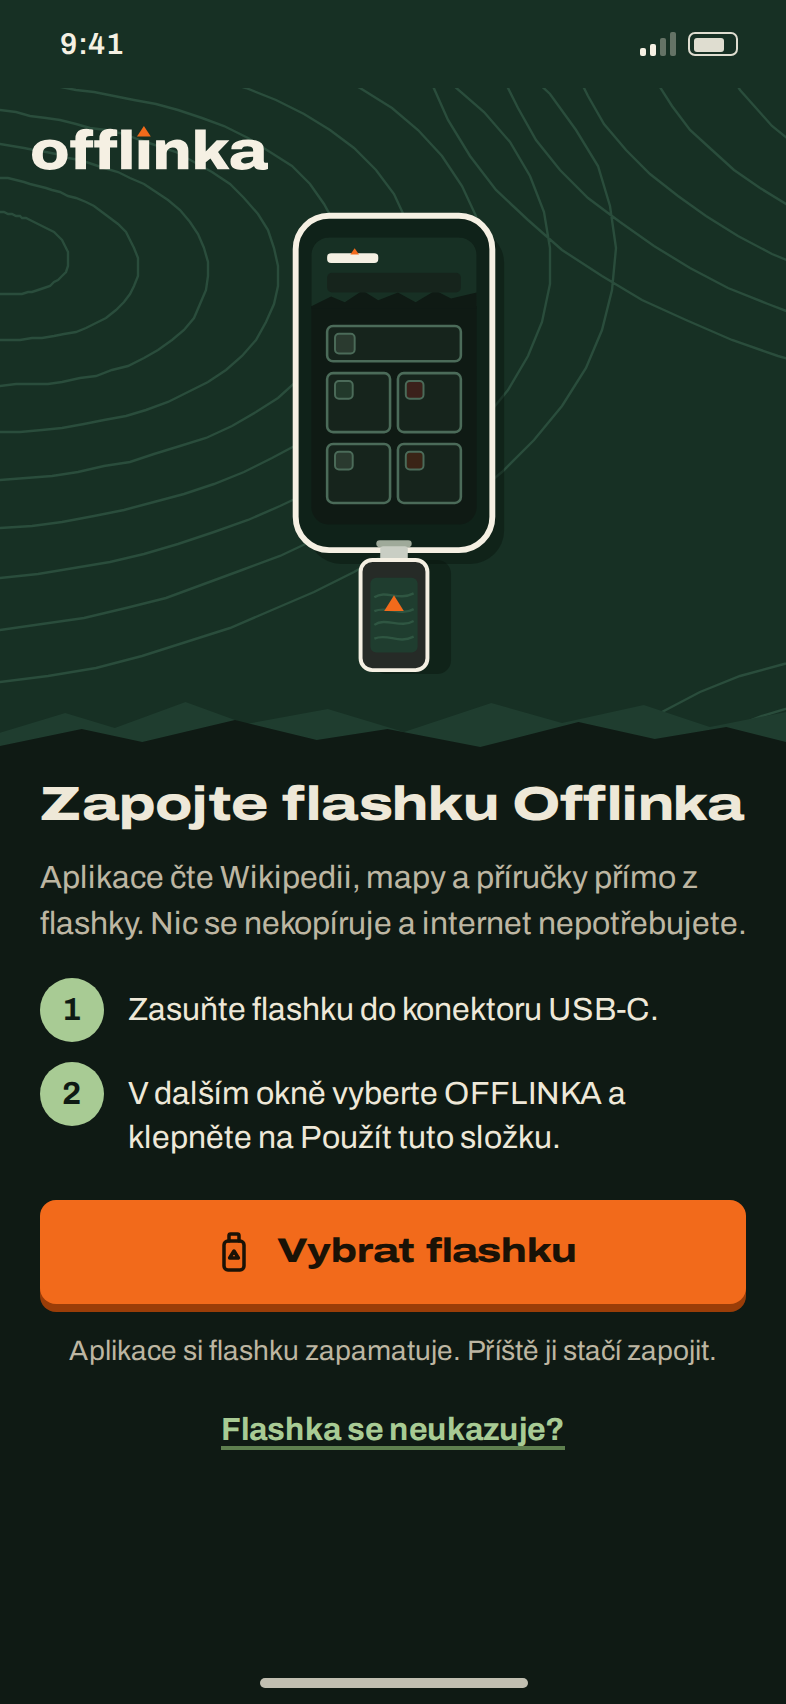 9:41
offlinka
Zapojte flashku Offlinka
Aplikace čte Wikipedii, mapy a příručky přímo z
flashky. Nic se nekopíruje a internet nepotřebujete.
1 Zasuňte flashku do konektoru USB-C.
2 V dalším okně vyberte OFFLINKA a
klepněte na Použít tuto složku.
Vybrat flashku
Aplikace si flashku zapamatuje. Příště ji stačí zapojit.
Flashka se neukazuje?